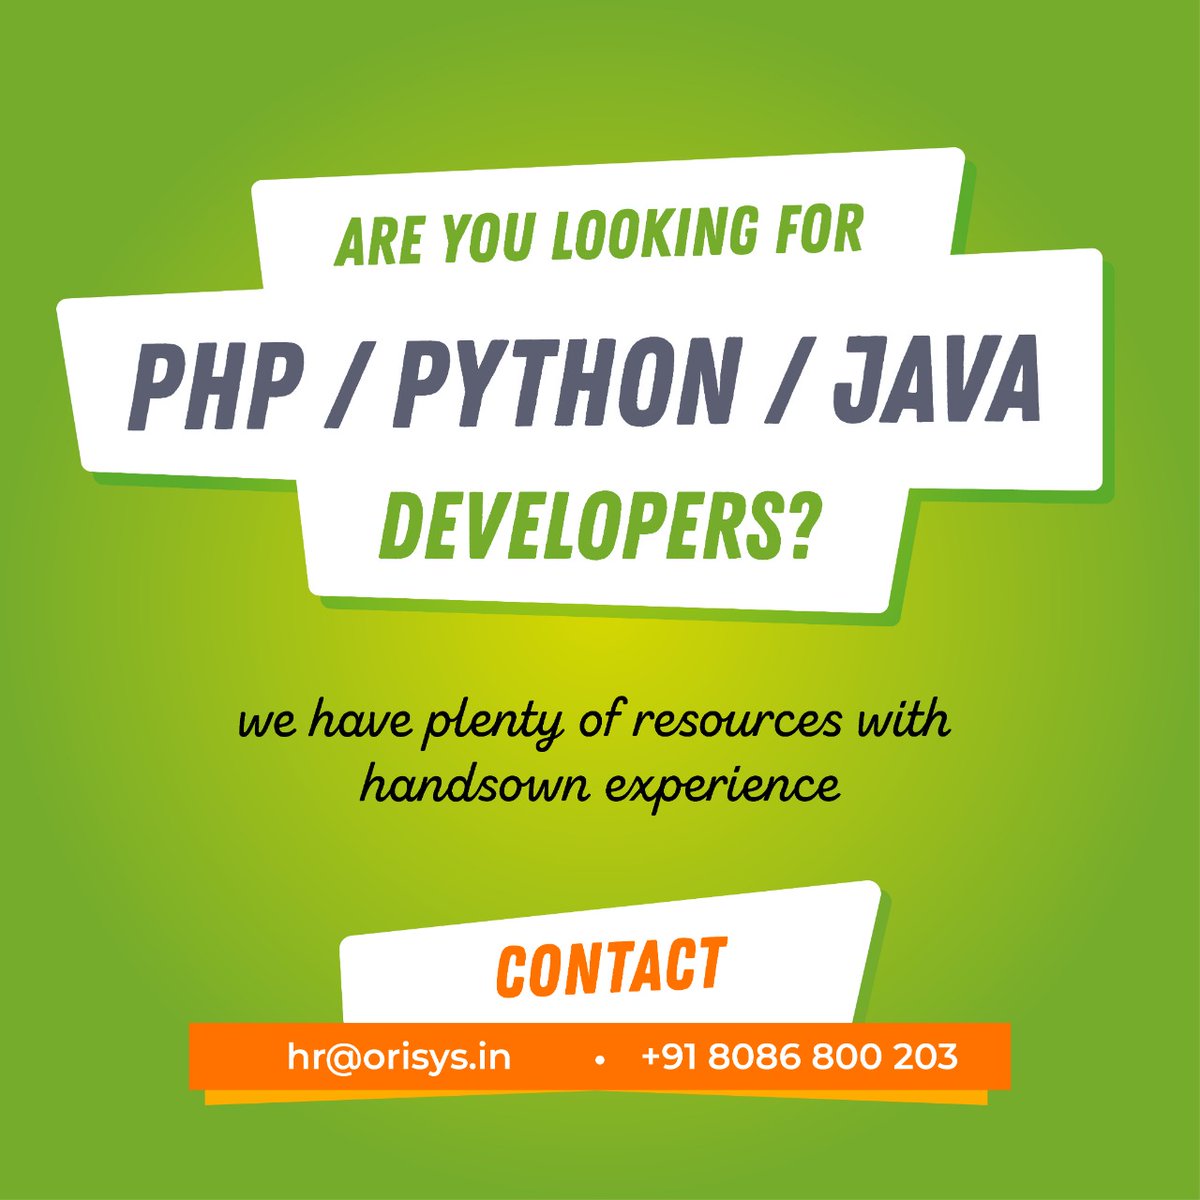 ARE YOU LOOKING FOR
PHP / PYTHON / JAVA
DEVELOPERS?
we have plenty of resources with
handsown experience
CONTACT
hr@orisys.in • +91 8086 800 203